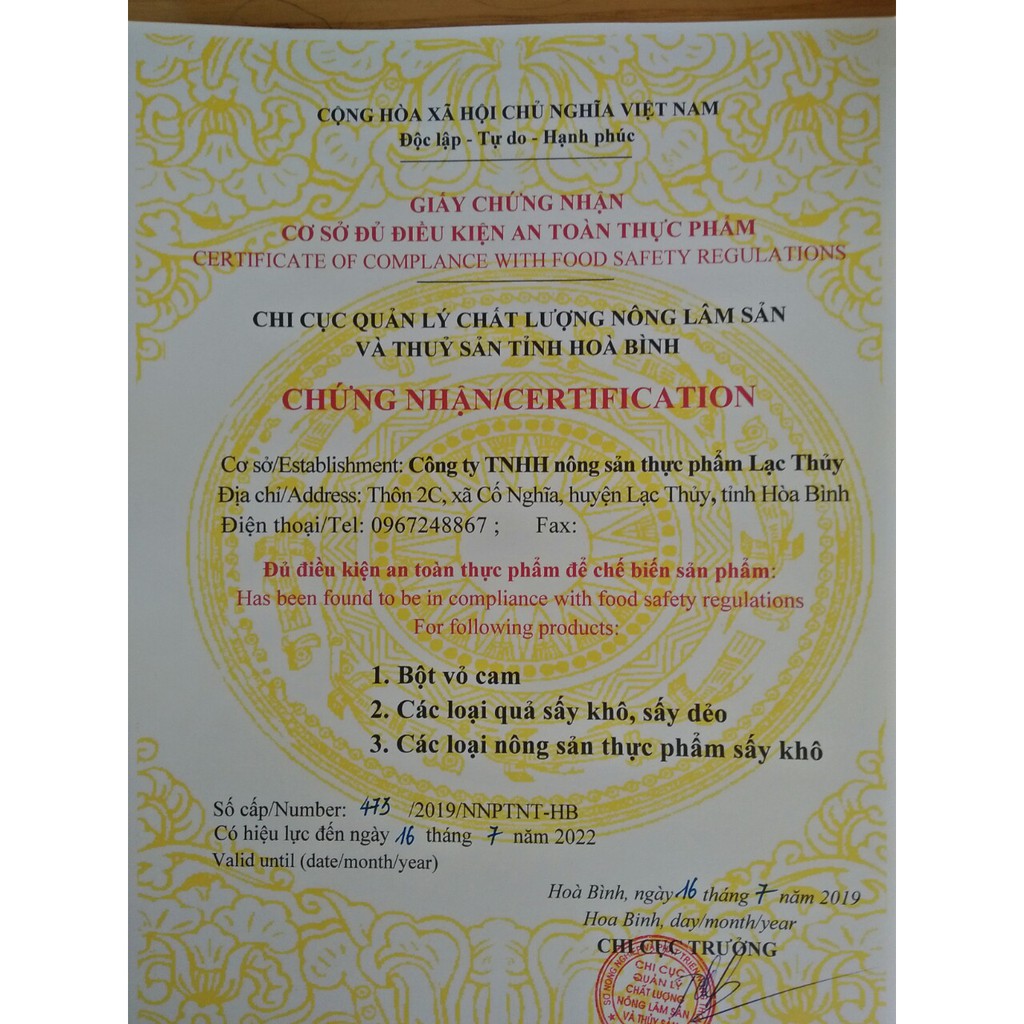 CỘNG HÒA XÃ HỘI CHỦ NGHĨA VIỆT NAM
Độc lập - Tự do - Hạnh phúc
GIẤY CHỨNG NHẬN
CƠ SỞ ĐỦ ĐIỀU KIỆN AN TOÀN THỰC PHẨM
CERTIFICATE OF COMPLANCE WITH FOOD SAFETY REGULATIONS
CHI CỤC QUẢN LÝ CHẤT LƯỢNG NÔNG LÂM SẢN
VÀ THUỶ SẢN TỈNH HOÀ BÌNH
CHỨNG NHẬN/CERTIFICATION
Cơ sở/Establishment: Công ty TNHH nông sản thực phẩm Lạc Thủy
Địa chỉ/Address: Thôn 2C, xã Cố Nghĩa, huyện Lạc Thủy, tỉnh Hòa Bình
Điện thoại/Tel: 0967248867 ; Fax:
Đủ điều kiện an toàn thực phẩm để chế biến sản phẩm:
Has been found to be in compliance with food safety regulations
For following products:
1. Bột vỏ cam
2. Các loại quả sấy khô, sấy dẻo
3. Các loại nông sản thực phẩm sấy khô
Số cấp/Number: 473 /2019/NNPTNT-HB
Có hiệu lực đến ngày 16 tháng 7 năm 2022
Valid until (date/month/year)
Hoà Bình, ngày 16 tháng 7 năm 2019
Hoa Binh, day/month/year
CHI CỤC TRƯỞNG
CHI CỤC
QUẢN LÝ
CHẤT LƯỢNG
NÔNG LÂM SẢN
VÀ THỦY SẢN